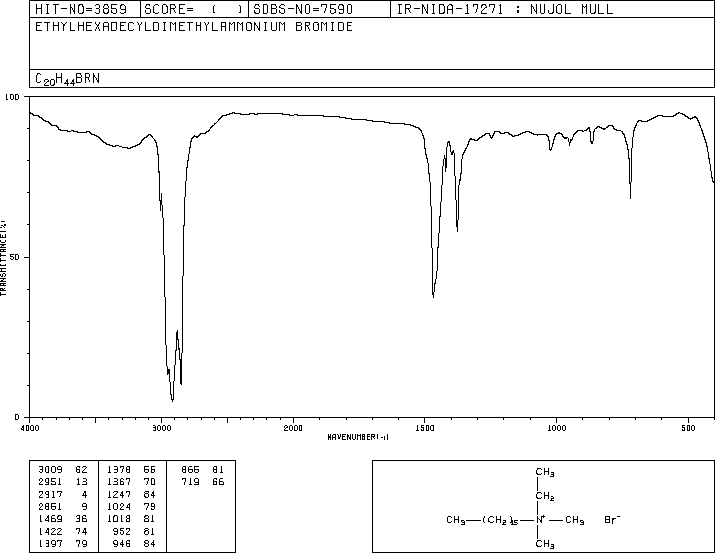 HIT-NO=3859 SCORE= ( ) SDBS-NO=7590 IR-NIDA-17271 : NUJOL MULL
ETHYLHEXADECYLDIMETHYLAMMONIUM BROMIDE
C20H44BRN
100
50
0
TRANSMITTANCE(%)
4000 3000 2000 1500 1000 500
WAVENUMBER(-1)
3009 62 1378 56 866 81
2951 13 1367 70 719 66
2917 4 1247 84
2851 9 1024 79
1469 36 1018 81
1422 74 952 81
1397 79 946 84
CH3
CH2
CH3 (CH2)15 N+ CH3 Br-
CH3